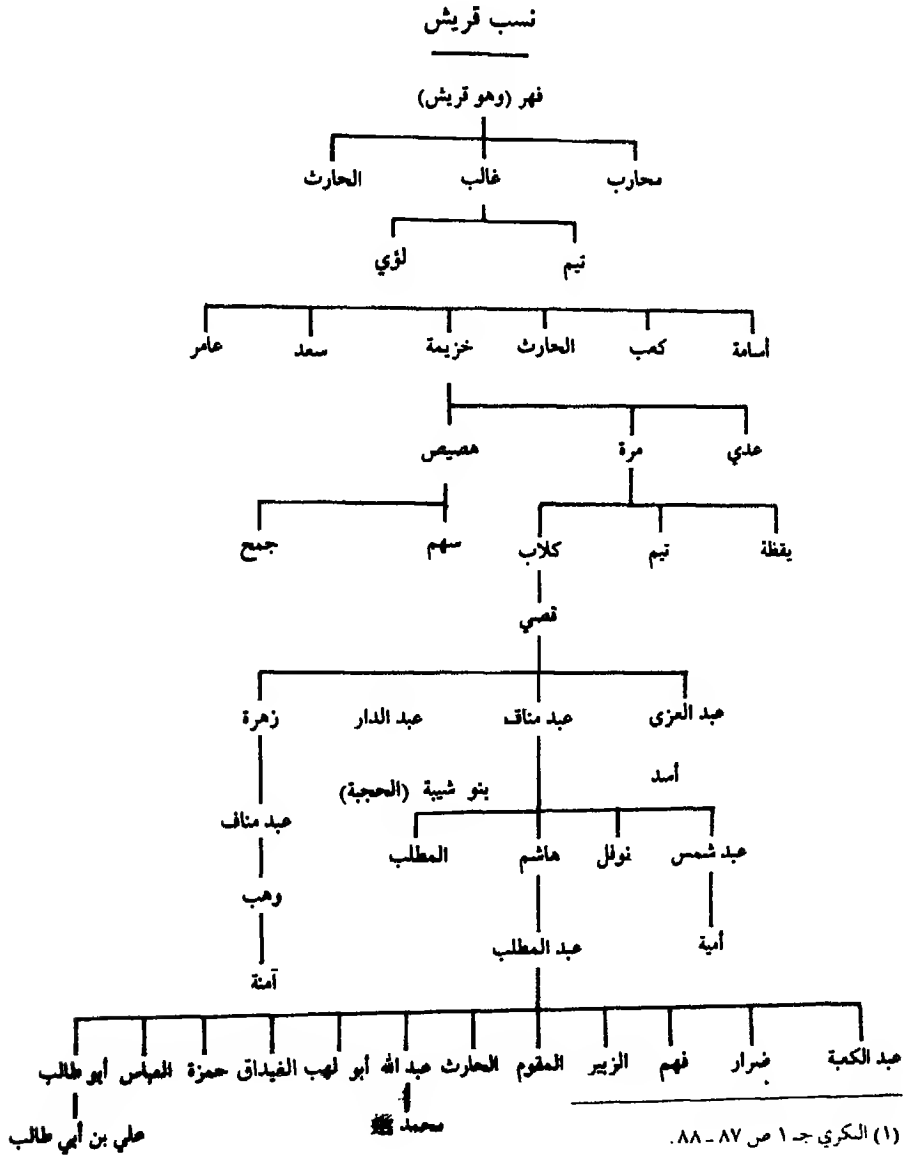 نسب قريش
فهر (وهو قريش)
محارب غالب الحارث
تيم لؤي
أسامة كعب الحارث خزيمة سعد عامر
عدي مرة هصيص
يقظة تيم كلاب سهم جمح
قصي
عبد العزى عبد مناف عبد الدار زهرة
أسد بنو شيبة (الحجبة)
عبد مناف
عبد شمس نوفل هاشم المطلب
وهب
أمية عبد المطلب
آمنة
عبد الكعبة ضرار فهم الزبير المقوم الحارث عبد الله أبو لهب الغيداق حمزة العباس أبو طالب
محمد ﷺ علي بن أبي طالب
(١) البكري جـ ١ ص ٨٧ ـ ٨٨.